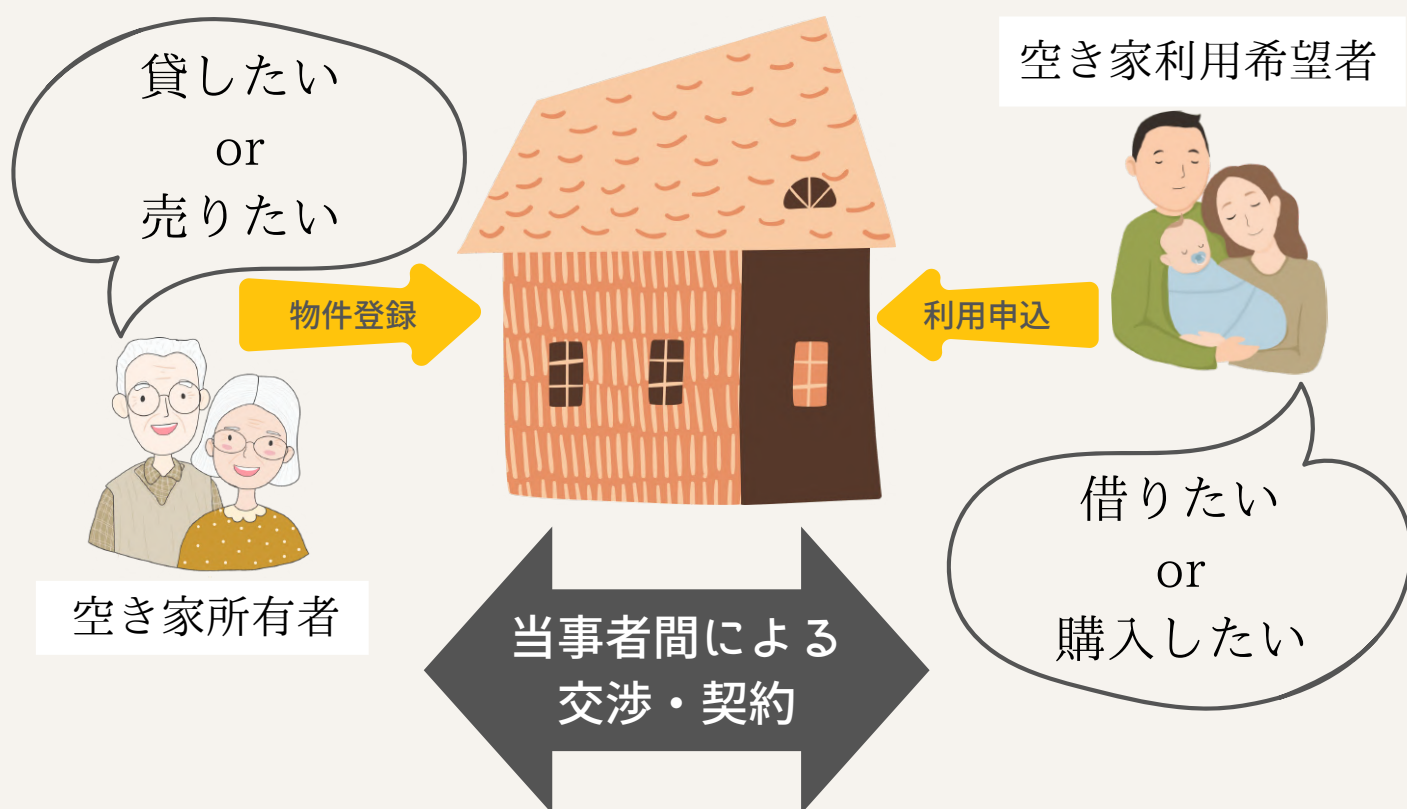 貸したい
or
売りたい
空き家利用希望者
物件登録
利用申込
空き家所有者
借りたい
or
購入したい
当事者間による
交渉・契約